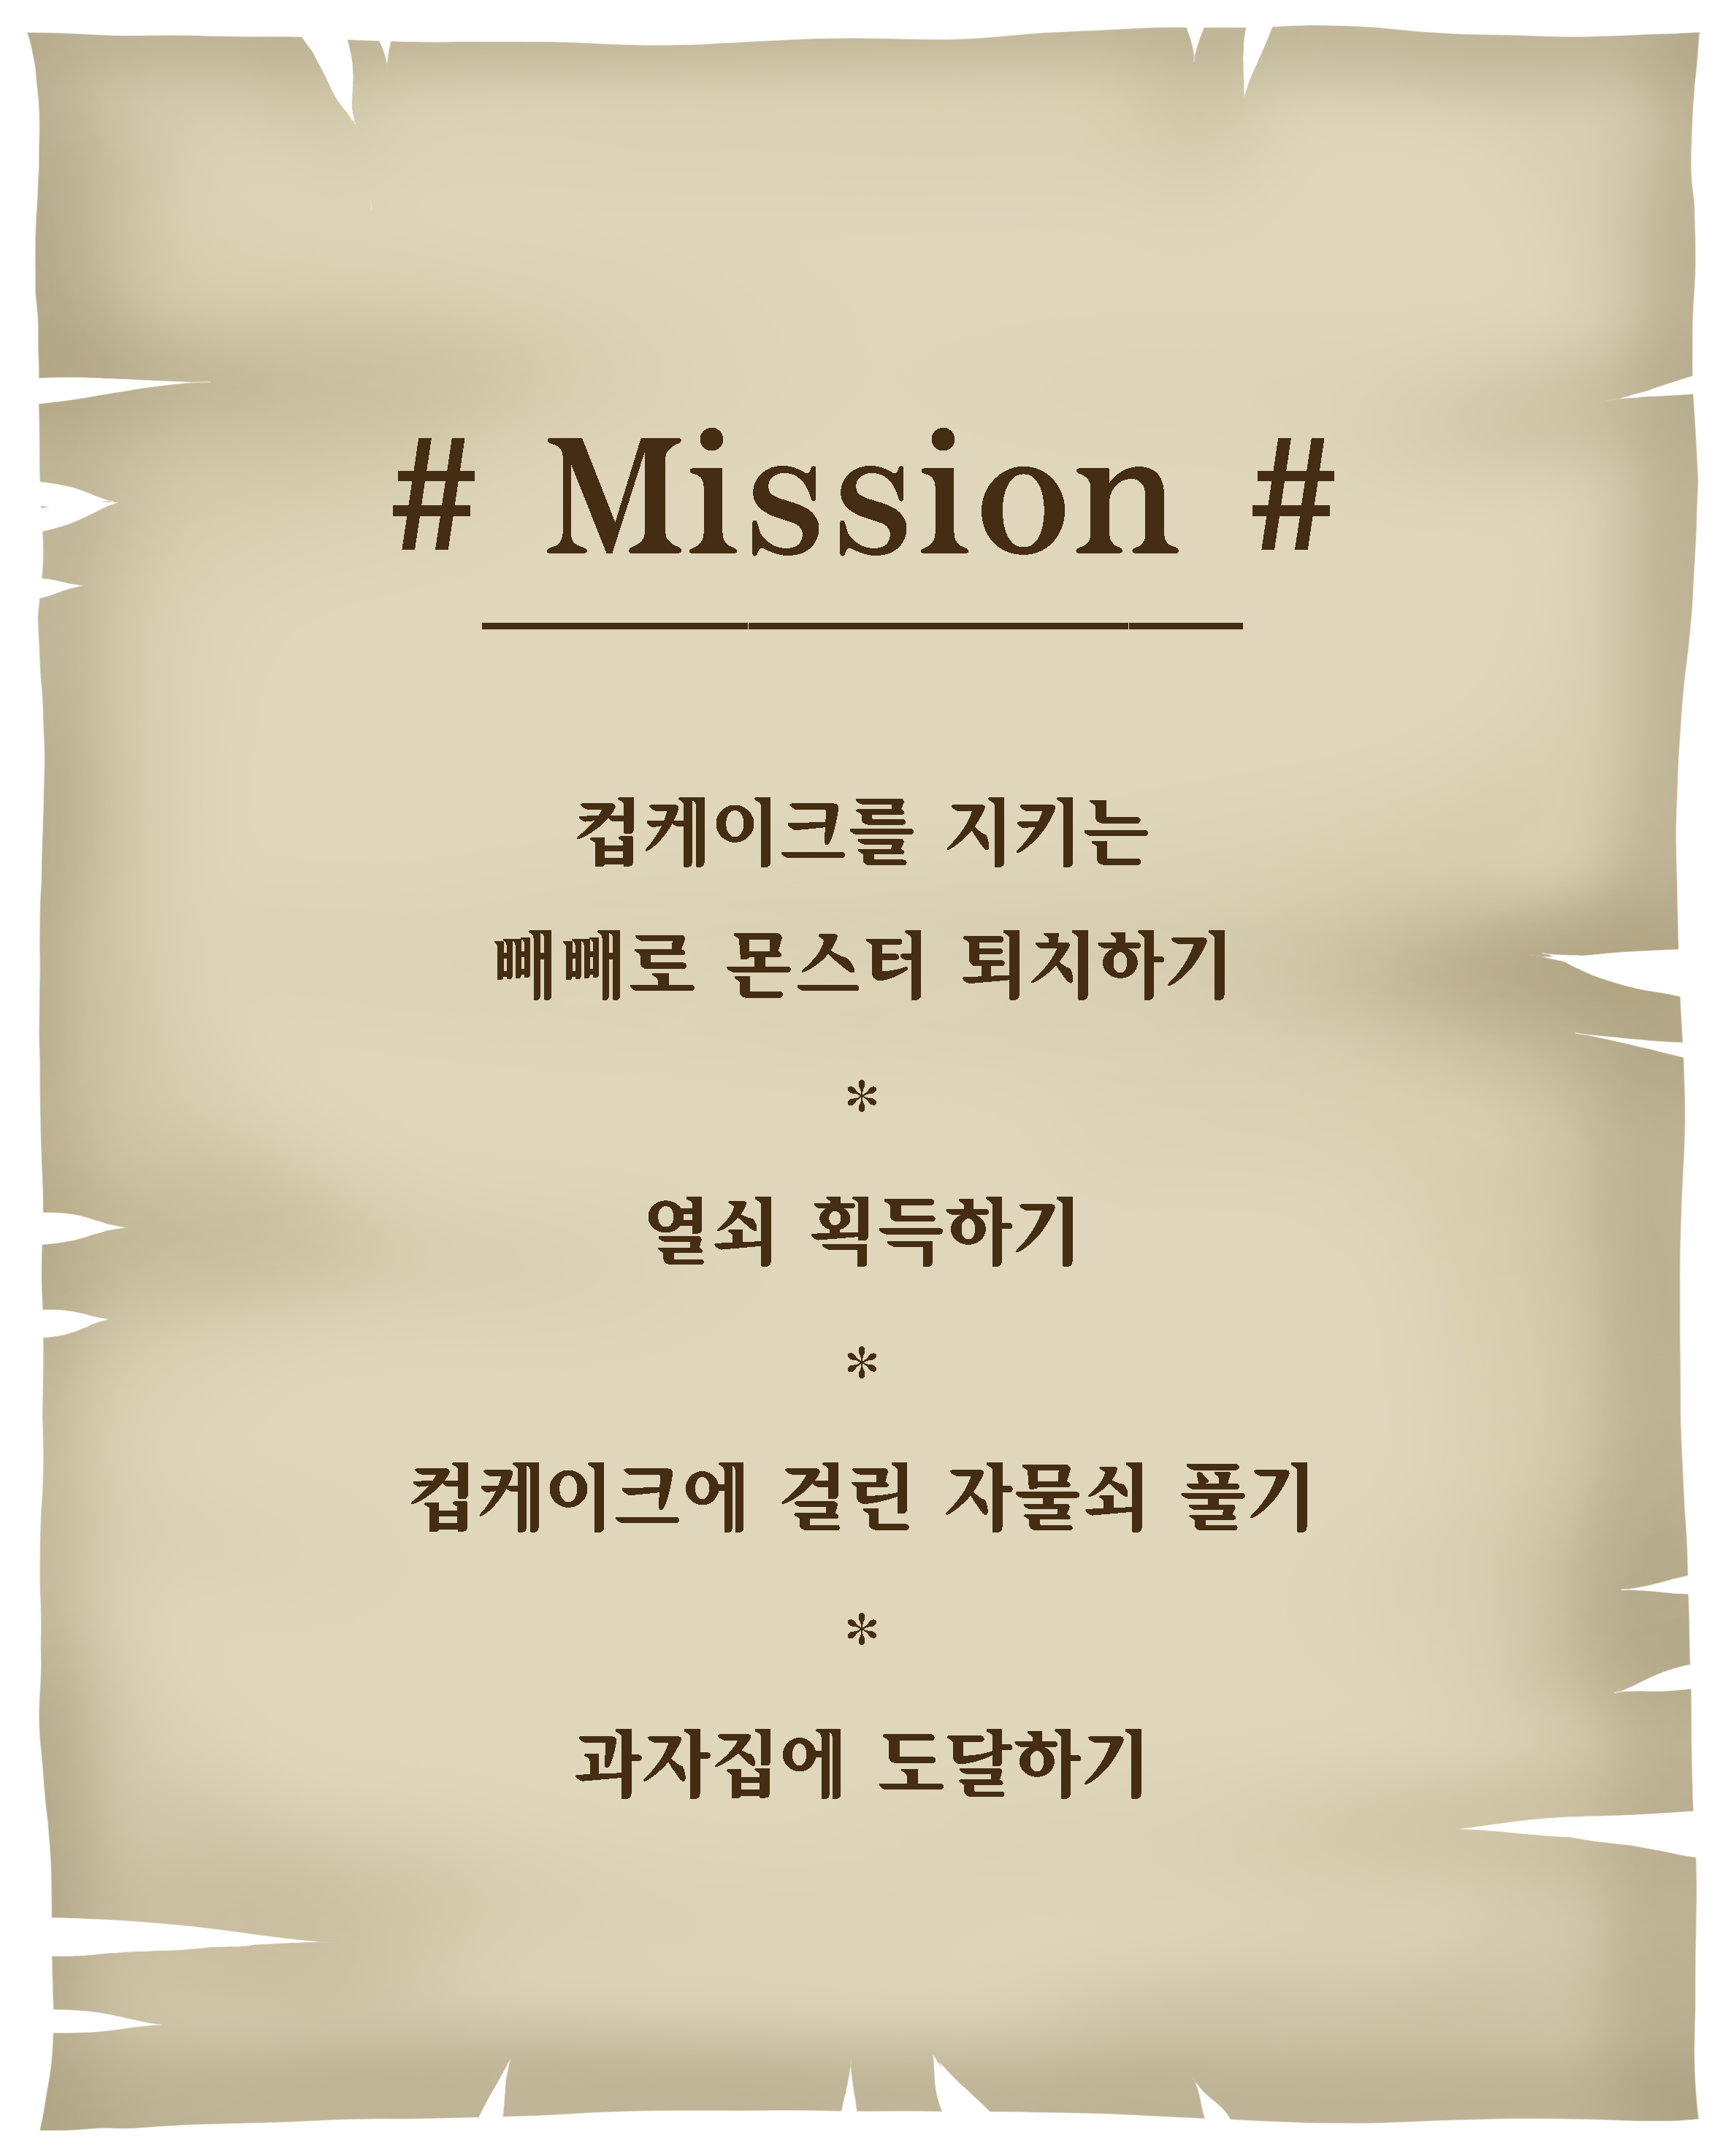 # Mission #
컵케이크를 지키는
빼빼로 몬스터 퇴치하기
*
열쇠 획득하기
*
컵케이크에 걸린 자물쇠 풀기
*
과자집에 도달하기